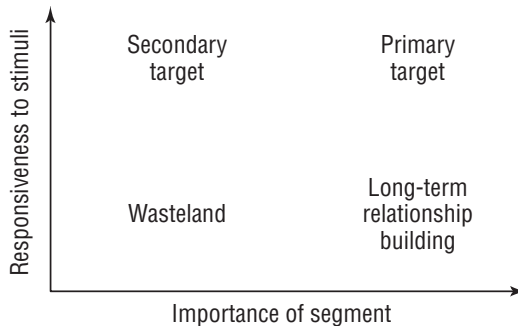 Responsiveness to stimuli
Secondary
target
Primary
target
Wasteland
Long-term
relationship
building
Importance of segment